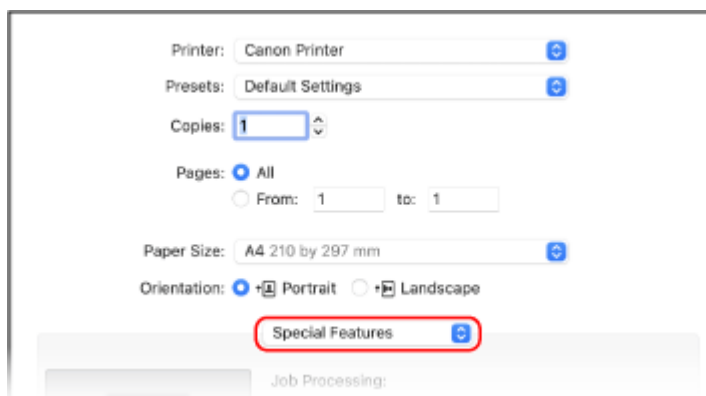 Printer: Canon Printer
Presets: Default Settings
Copies: 1
Pages: All
From: 1 to: 1
Paper Size: A4 210 by 297 mm
Orientation: Portrait Landscape
Special Features
Job Processing: